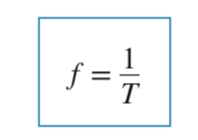 f = 1/T